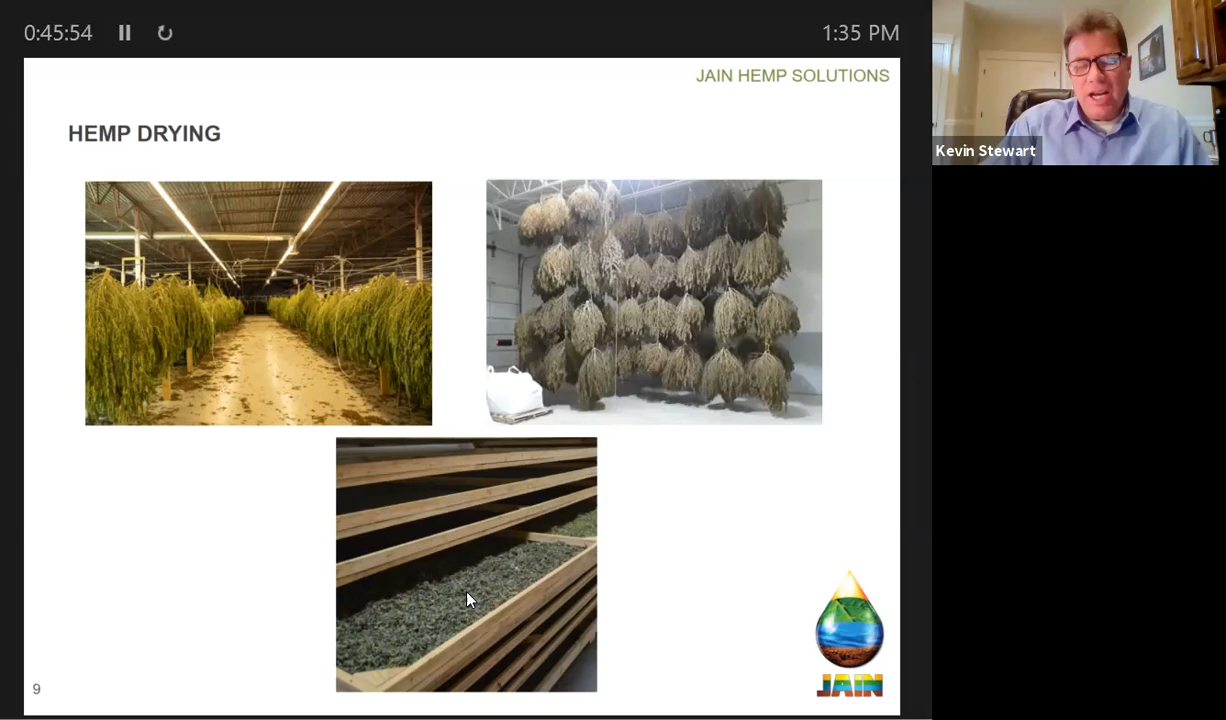 0:45:54
1:35 PM
JAIN HEMP SOLUTIONS
HEMP DRYING
Kevin Stewart
9
JAIN